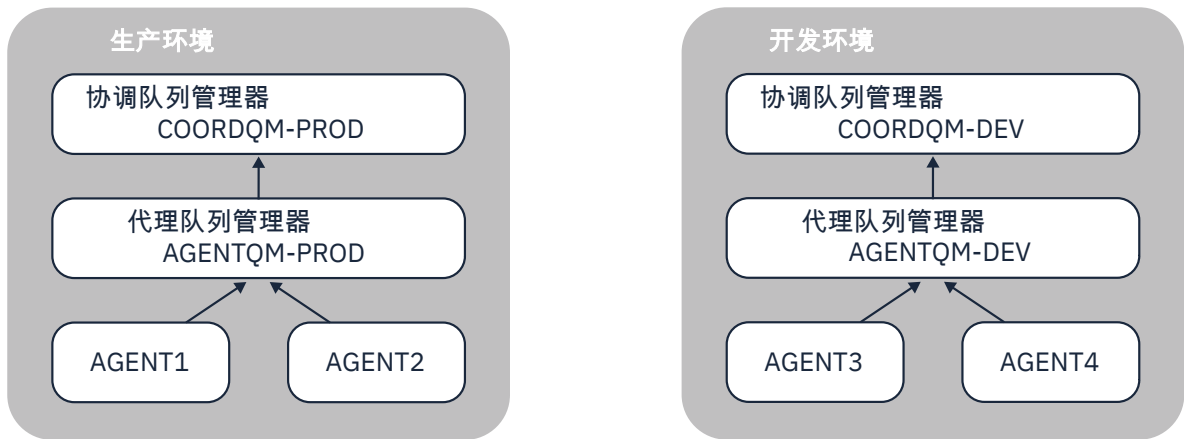 生产环境
协调队列管理器
COORDQM-PROD
代理队列管理器
AGENTQM-PROD
AGENT1
AGENT2
开发环境
协调队列管理器
COORDQM-DEV
代理队列管理器
AGENTQM-DEV
AGENT3
AGENT4